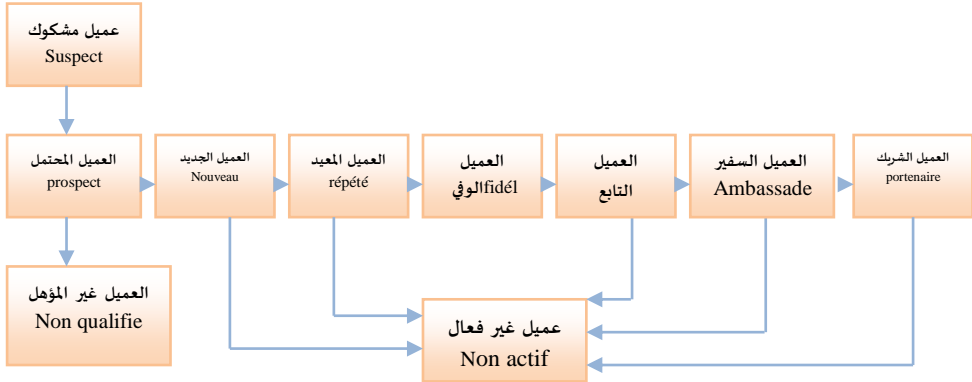 عميل مشكوك
Suspect
العميل المحتمل
prospect
العميل الجديد
Nouveau
العميل المعيد
répété
العميل
الوفيfidél
العميل
التابع
العميل السفير
Ambassade
العميل الشريك
portenaire
العميل غير المؤهل
Non qualifie
عميل غير فعال
Non actif